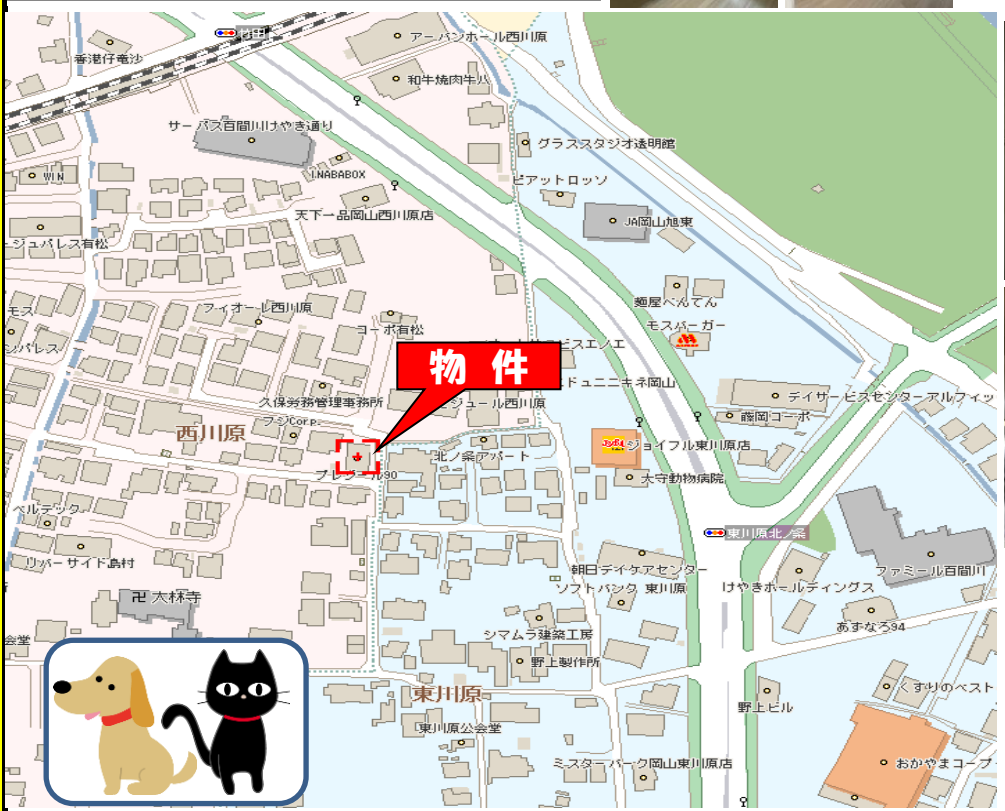 竹田
アーバンホール西川原
香港仔竜沙
和牛焼肉牛八
サーパス百間川けやき通り
グラススタジオ透明館
WIN
INABABOX
ピアットロッソ
天下一品岡山西川原店
JA岡山旭東
ージュパレス有松
麺屋ぺんてん
モス
フィオーレ西川原
コーポ有松
モスバーガー
ンパレス
ビスエノエ
物件
ドュニニキネ岡山
デイサービスセンターアルフィッ
久保労務管理事務所
セジュール西川原
藤岡コーポ
フジCorp.
西川原
ジョイフル東川原店
北ノ条アパート
プレジール90
大守動物病院
ベルテック
東川原北ノ条
リバーサイド島村
朝日デイケアセンター
ファミール百間川
ソフトバンク 東川原
けやきホールディングス
卍 大林寺
あすなろ94
シマムラ建築工房
会堂
野上製作所
東川原
くすりのベスト
野上ビル
東川原公会堂
ミスターパーク岡山東川原店
おかやまコープ